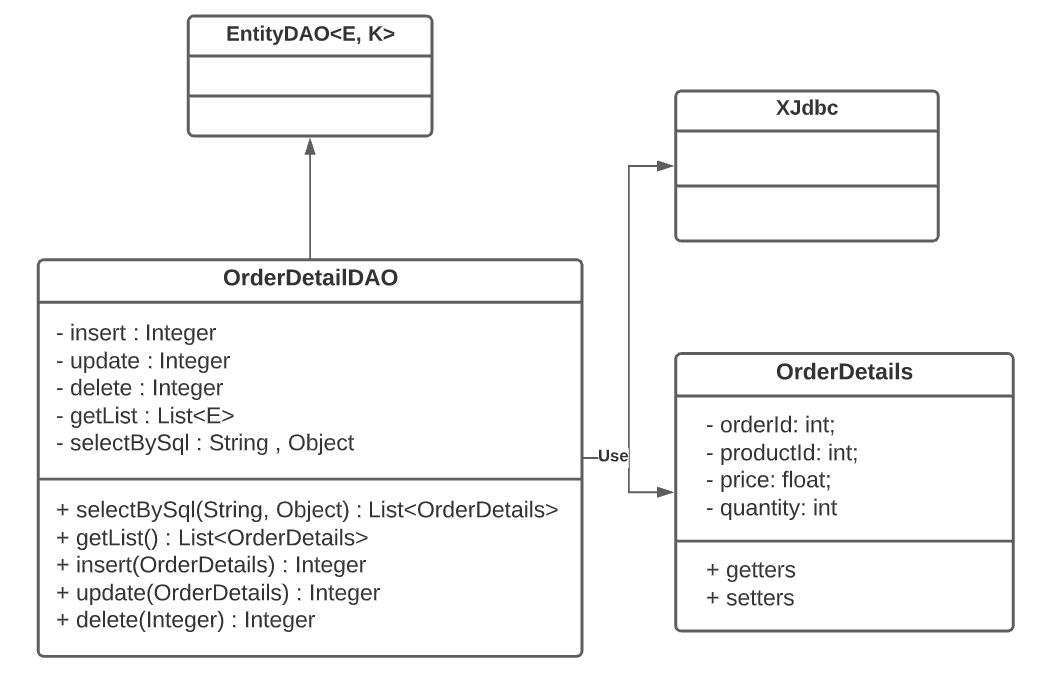 EntityDAO<E, K>
XJdbc
OrderDetailDAO
- insert : Integer
- update : Integer
- delete : Integer
- getList : List<E>
- selectBySql : String , Object
+ selectBySql(String, Object) : List<OrderDetails>
+ getList() : List<OrderDetails>
+ insert(OrderDetails) : Integer
+ update(OrderDetails) : Integer
+ delete(Integer) : Integer
Use
OrderDetails
- orderId: int;
- productId: int;
- price: float;
- quantity: int
+ getters
+ setters